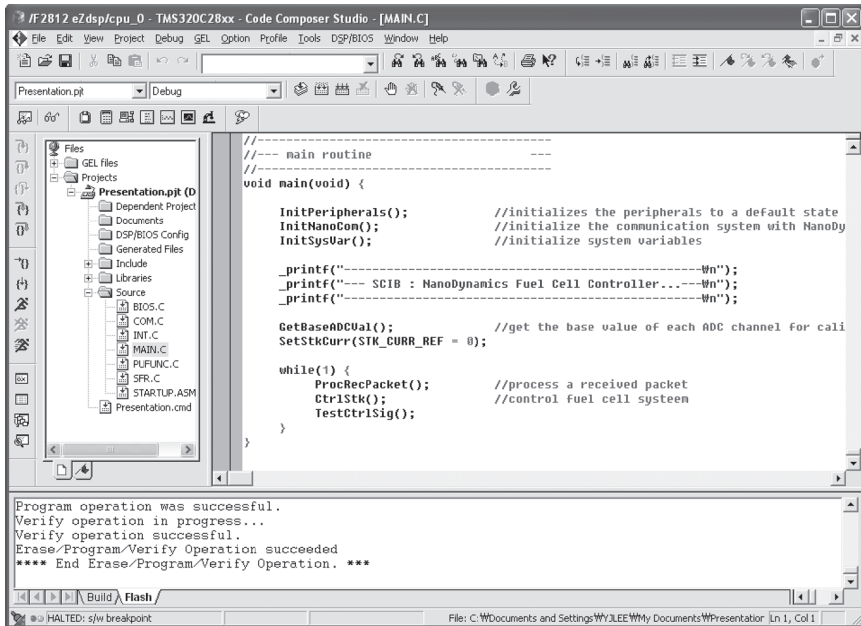 /F2812 eZdsp/cpu_0 - TMS320C28xx - Code Composer Studio - [MAIN.C]
File Edit View Project Debug GEL Option Profile Tools DSP/BIOS Window Help
Presentation.pjt Debug
Files
GEL files
Projects
Presentation.pjt (D
Dependent Project
Documents
DSP/BIOS Config
Generated Files
Include
Libraries
Source
BIOS.C
COM.C
INT.C
MAIN.C
PUFUNC.C
SFR.C
STARTUP.ASM
Presentation.cmd
//-----------------------------------------
//--- main routine ---
//-----------------------------------------
void main(void) {
InitPeripherals(); //initializes the peripherals to a default state
InitNanoCom(); //initialize the communication system with NanoDy
InitSysVar(); //initialize system variables
_printf("--------------------------------------------------₩n");
_printf("--- SCIB : NanoDynamics Fuel Cell Controller...---₩n");
_printf("--------------------------------------------------₩n");
GetBaseADCVal(); //get the base value of each ADC channel for cali
SetStkCurr(STK_CURR_REF = 0);
while(1) {
ProcRecPacket(); //process a received packet
CtrlStk(); //control fuel cell systeem
TestCtrlSig();
}
}
Program operation was successful.
Verify operation in progress...
Verify operation successful.
Erase/Program/Verify Operation succeeded
**** End Erase/Program/Verify Operation. ***
Build Flash
HALTED: s/w breakpoint File: C:₩Documents and Settings₩YJLEE₩My Documents₩Presentation Ln 1, Col 1